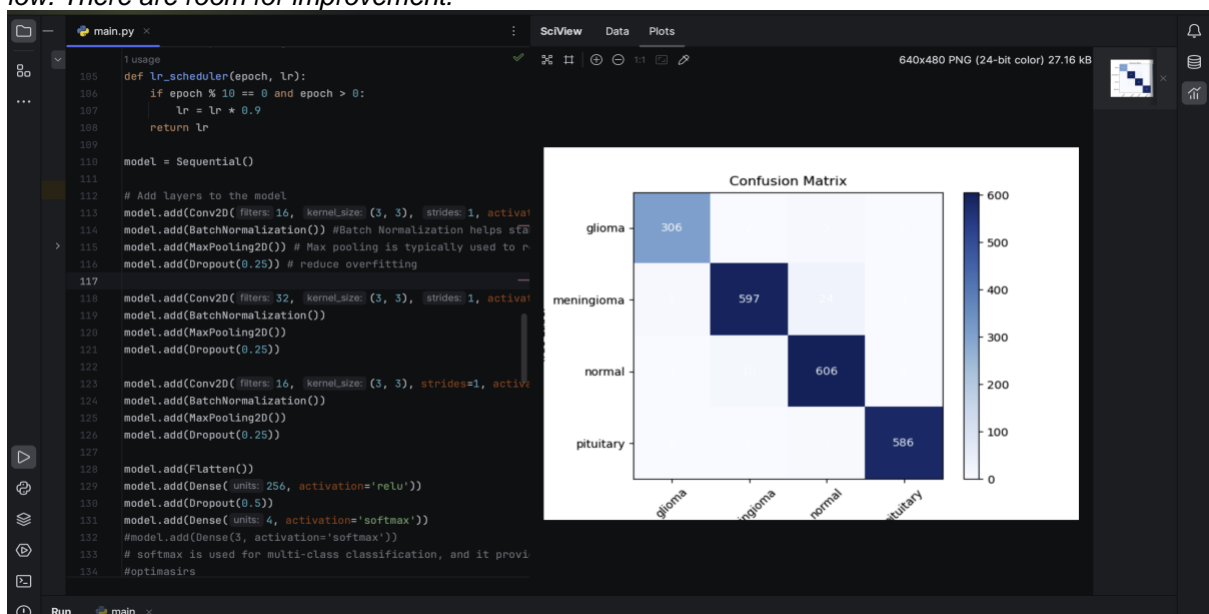 low. There are room for improvement.
main.py
SciView Data Plots
1 usage
1:1
640x480 PNG (24-bit color) 27.16 kB
105 def lr_scheduler(epoch, lr):
106 if epoch % 10 == 0 and epoch > 0:
107 lr = lr * 0.9
108 return lr
109
110 model = Sequential()
111
112 # Add layers to the model
113 model.add(Conv2D( filters: 16, kernel_size: (3, 3), strides: 1, activat
114 model.add(BatchNormalization()) #Batch Normalization helps sta
115 model.add(MaxPooling2D()) # Max pooling is typically used to r
116 model.add(Dropout(0.25)) # reduce overfitting
117
118 model.add(Conv2D( filters: 32, kernel_size: (3, 3), strides: 1, activat
119 model.add(BatchNormalization())
120 model.add(MaxPooling2D())
121 model.add(Dropout(0.25))
122
123 model.add(Conv2D( filters: 16, kernel_size: (3, 3), strides=1, activa
124 model.add(BatchNormalization())
125 model.add(MaxPooling2D())
126 model.add(Dropout(0.25))
127
128 model.add(Flatten())
129 model.add(Dense( units: 256, activation='relu'))
130 model.add(Dropout(0.5))
131 model.add(Dense( units: 4, activation='softmax'))
132 #model.add(Dense(3, activation='softmax'))
133 # softmax is used for multi-class classification, and it provi
134 #optimasirs
Confusion Matrix
glioma 306
meningioma 597 24
normal 606
pituitary 586
glioma ningioma normal ituitary
600
500
400
300
200
100
0
Run main